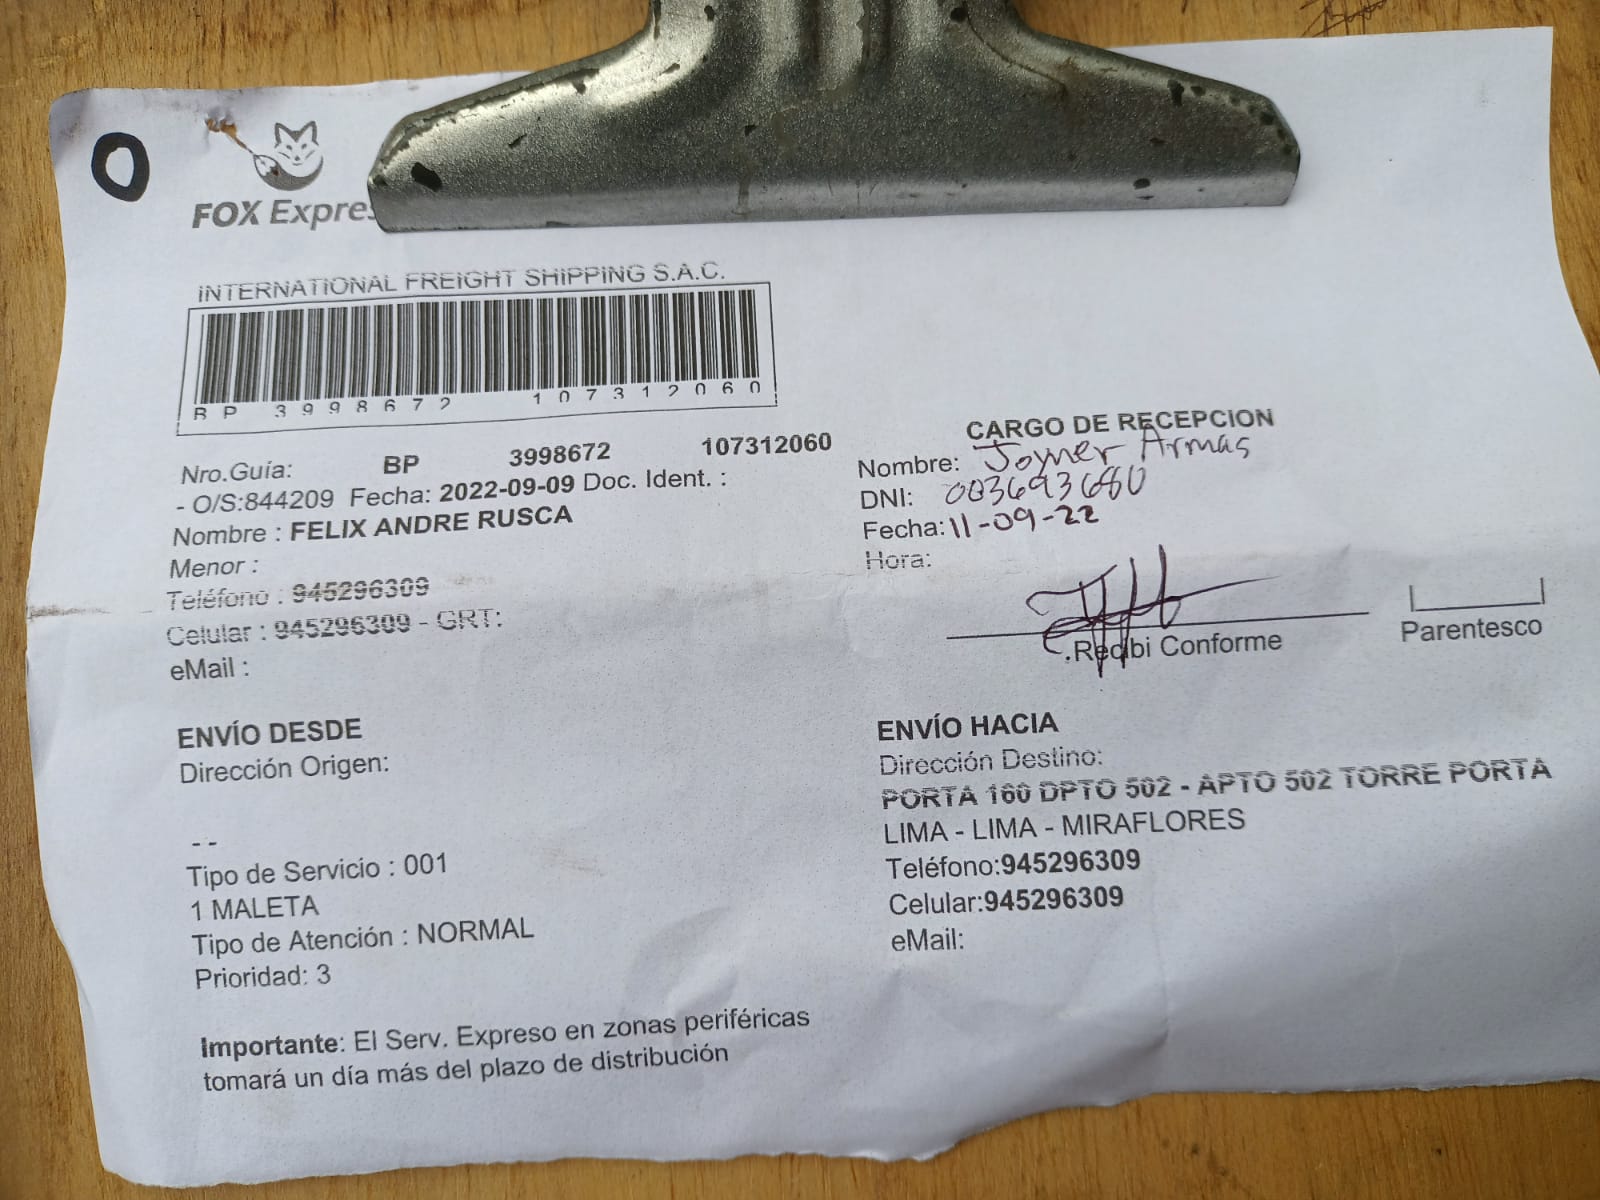 O
FOX Expres
INTERNATIONAL FREIGHT SHIPPING S.A.C.
BP 3998672 107312060
Nro.Guía: BP 3998672 107312060
- O/S:844209 Fecha: 2022-09-09 Doc. Ident. :
Nombre : FELIX ANDRE RUSCA
Menor :
Teléfono : 945296309
Celular : 945296309 - GRT:
eMail :
CARGO DE RECEPCION
Nombre: Joyner Armas
DNI: 003693680
Fecha: 11-09-22
Hora:
.Recibi Conforme
Parentesco
ENVÍO DESDE
Dirección Origen:
- -
Tipo de Servicio : 001
1 MALETA
Tipo de Atención : NORMAL
Prioridad: 3
ENVÍO HACIA
Dirección Destino:
PORTA 160 DPTO 502 - APTO 502 TORRE PORTA
LIMA - LIMA - MIRAFLORES
Teléfono:945296309
Celular:945296309
eMail:
Importante: El Serv. Expreso en zonas periféricas
tomará un día más del plazo de distribución